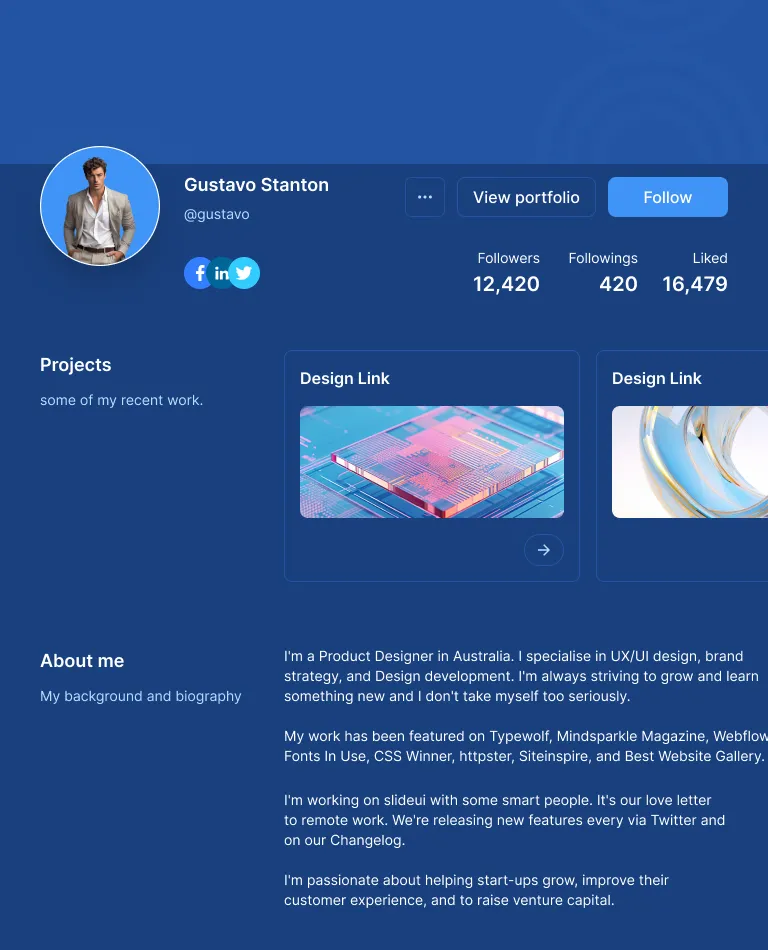 Gustavo Stanton
@gustavo
View portfolio
Follow
in
Followers
Followings
Liked
12,420
420
16,479
Projects
some of my recent work.
Design Link
Design Link
About me
My background and biography
I'm a Product Designer in Australia. I specialise in UX/UI design, brand
strategy, and Design development. I'm always striving to grow and learn
something new and I don't take myself too seriously.
My work has been featured on Typewolf, Mindsparkle Magazine, Webflow
Fonts In Use, CSS Winner, httpster, Siteinspire, and Best Website Gallery.
I'm working on slideui with some smart people. It's our love letter
to remote work. We're releasing new features every via Twitter and
on our Changelog.
I'm passionate about helping start-ups grow, improve their
customer experience, and to raise venture capital.